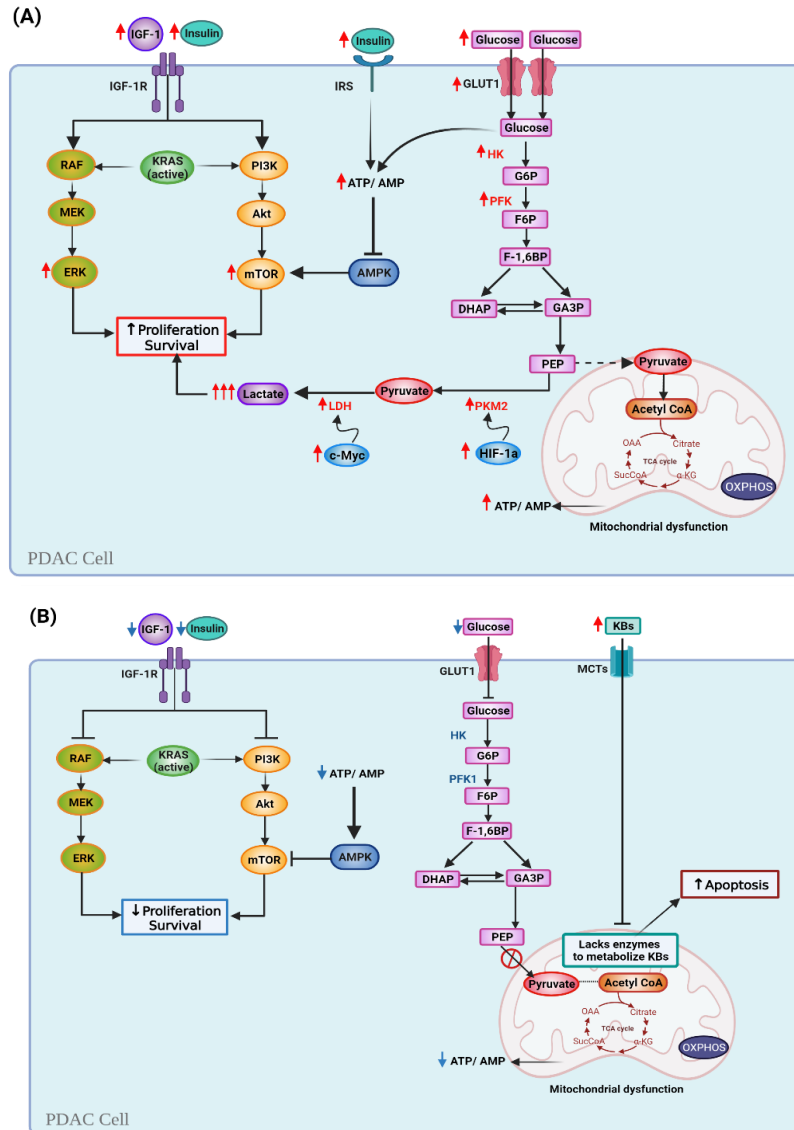 (A)
IGF-1
Insulin
Insulin
Glucose
Glucose
IGF-1R
IRS
GLUT1
Glucose
RAF
KRAS
(active)
PI3K
↑ATP/ AMP
↑HK
G6P
↑PFK
MEK
Akt
F6P
F-1,6BP
ERK
mTOR
AMPK
DHAP
GA3P
↑Proliferation
Survival
PEP
Pyruvate
↑↑↑
Lactate
↑LDH
Pyruvate
↑PKM2
Acetyl CoA
c-Myc
HIF-1a
OAA
Citrate
TCA cycle
SucCoA
α-KG
OXPHOS
↑ATP/ AMP
Mitochondrial dysfunction
PDAC Cell
(B)
IGF-1
Insulin
Glucose
KBs
IGF-1R
GLUT1
MCTs
Glucose
HK
RAF
KRAS
(active)
PI3K
G6P
↓ATP/ AMP
PFK1
MEK
Akt
F6P
F-1,6BP
ERK
mTOR
AMPK
DHAP
GA3P
↑Apoptosis
↓Proliferation
Survival
PEP
Lacks enzymes
to metabolize KBs
Pyruvate
Acetyl CoA
OAA
Citrate
TCA cycle
SucCoA
α-KG
OXPHOS
↓ATP/ AMP
Mitochondrial dysfunction
PDAC Cell